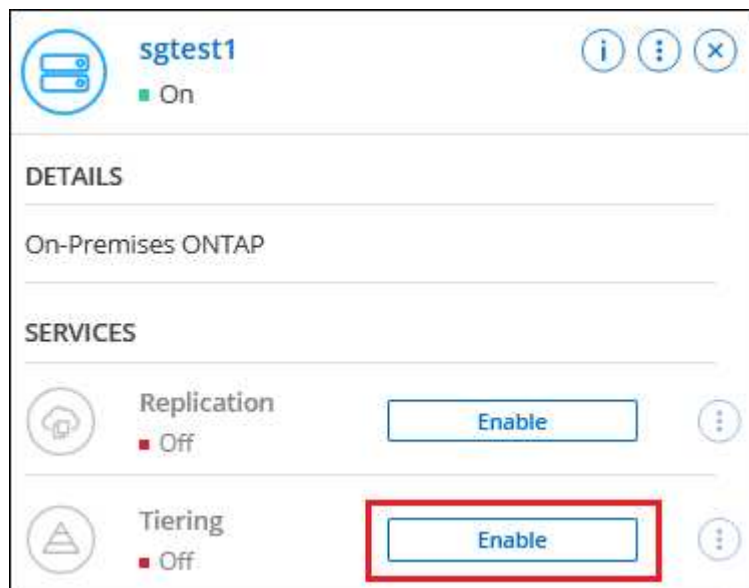 sgtest1
On
DETAILS
On-Premises ONTAP
SERVICES
Replication
Enable
Off
Tiering
Enable
Off